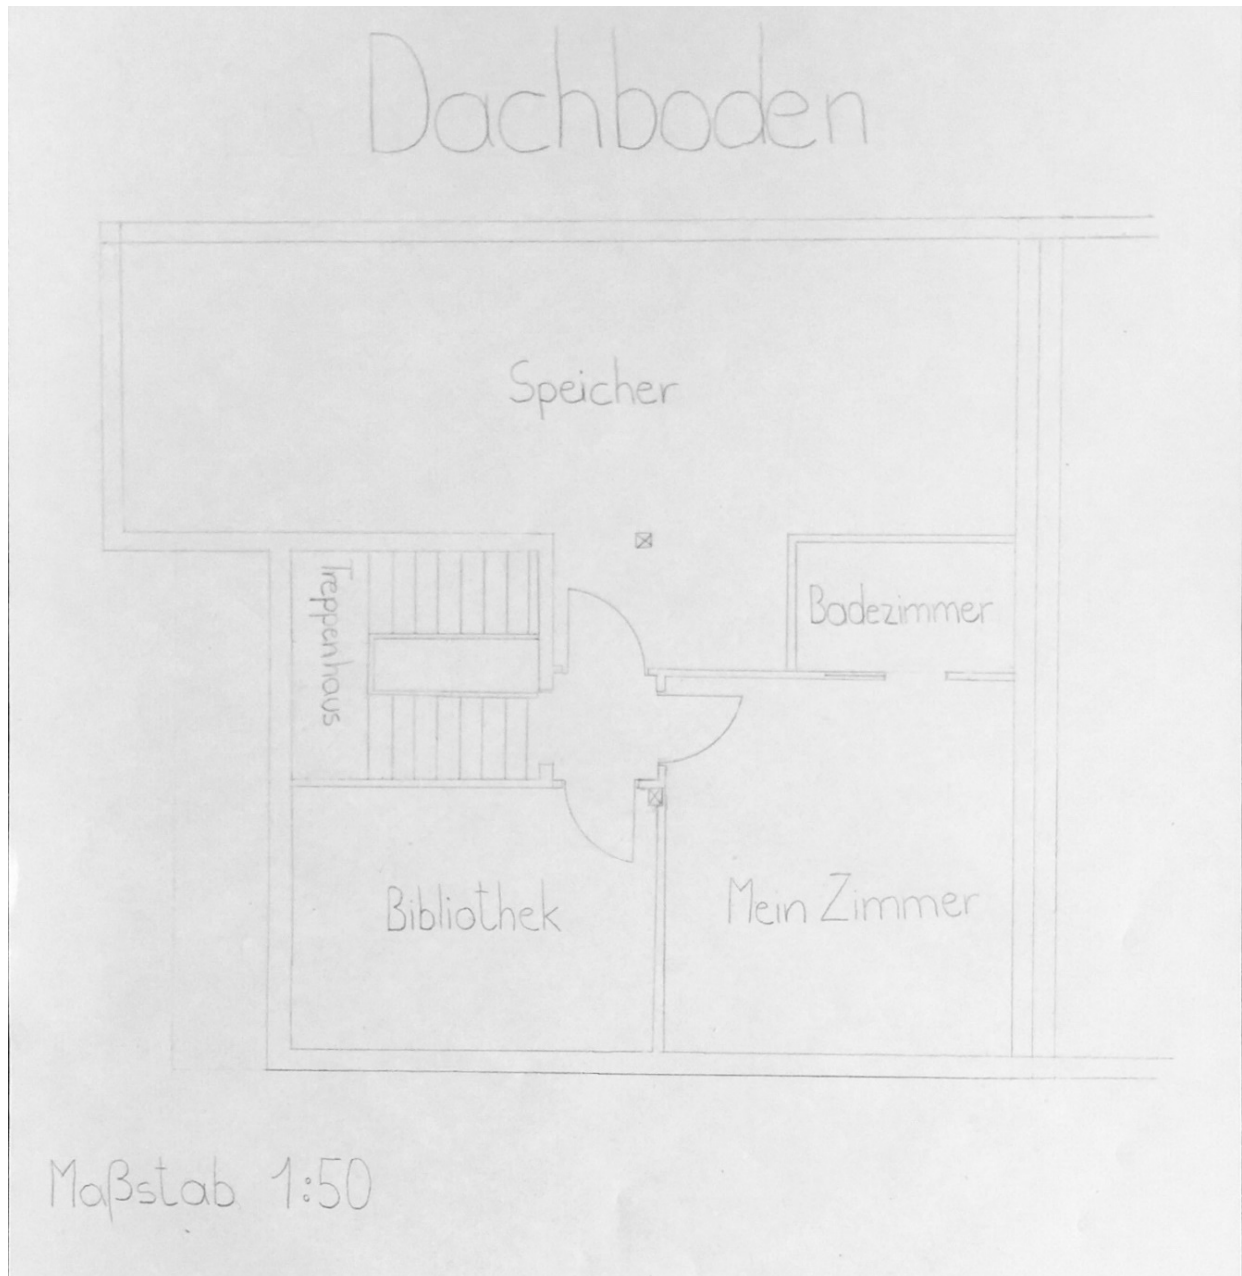 Dachboden
Speicher
Treppenhaus
Badezimmer
Bibliothek
Mein Zimmer
Maßstab 1:50